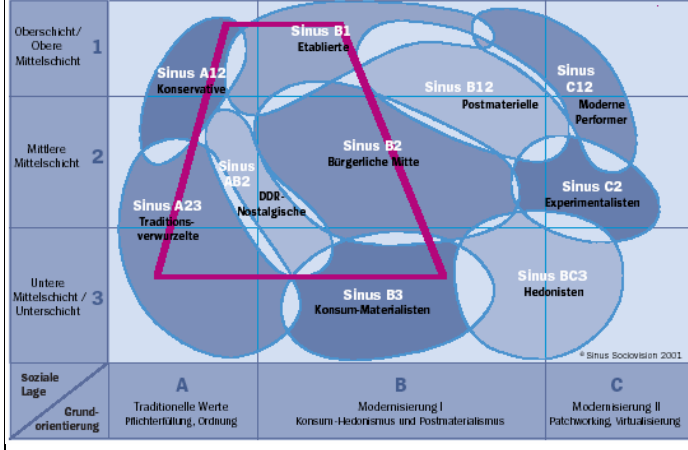 Oberschicht/
Obere
Mittelschicht
1
Sinus B1
Etablierte
Sinus A12
Konservative
Sinus B12
Postmaterielle
Sinus
C12
Moderne
Performer
Mittlere
Mittelschicht
2
Sinus B2
Bürgerliche Mitte
Sinus
AB2
DDR-
Nostalgische
Sinus C2
Experimentalisten
Sinus A23
Traditions-
verwurzelte
Untere
Mittelschicht /
Unterschicht
3
Sinus B3
Konsum-Materialisten
Sinus BC3
Hedonisten
© Sinus Sociovision 2001
Soziale
Lage
Grund-
orientierung
A
Traditionelle Werte
Pflichterfüllung, Ordnung
B
Modernisierung I
Konsum-Hedonismus und Postmaterialismus
C
Modernisierung II
Patchworking, Virtualisierung